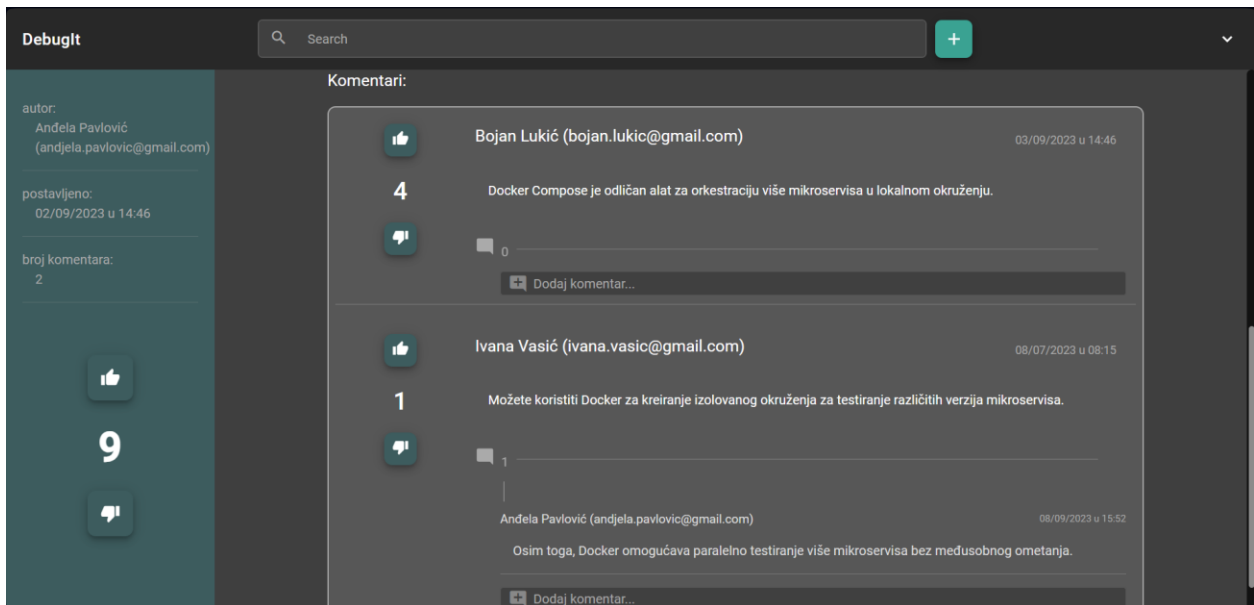 DebugIt
Search
autor:
Anđela Pavlović
(andjela.pavlovic@gmail.com)
postavljeno:
02/09/2023 u 14:46
broj komentara:
2
9
Komentari:
Bojan Lukić (bojan.lukic@gmail.com)
03/09/2023 u 14:46
4
Docker Compose je odličan alat za orkestraciju više mikroservisa u lokalnom okruženju.
0
Dodaj komentar...
Ivana Vasić (ivana.vasic@gmail.com)
08/07/2023 u 08:15
1
Možete koristiti Docker za kreiranje izolovanog okruženja za testiranje različitih verzija mikroservisa.
1
Anđela Pavlović (andjela.pavlovic@gmail.com)
08/09/2023 u 15:52
Osim toga, Docker omogućava paralelno testiranje više mikroservisa bez međusobnog ometanja.
Dodaj komentar...